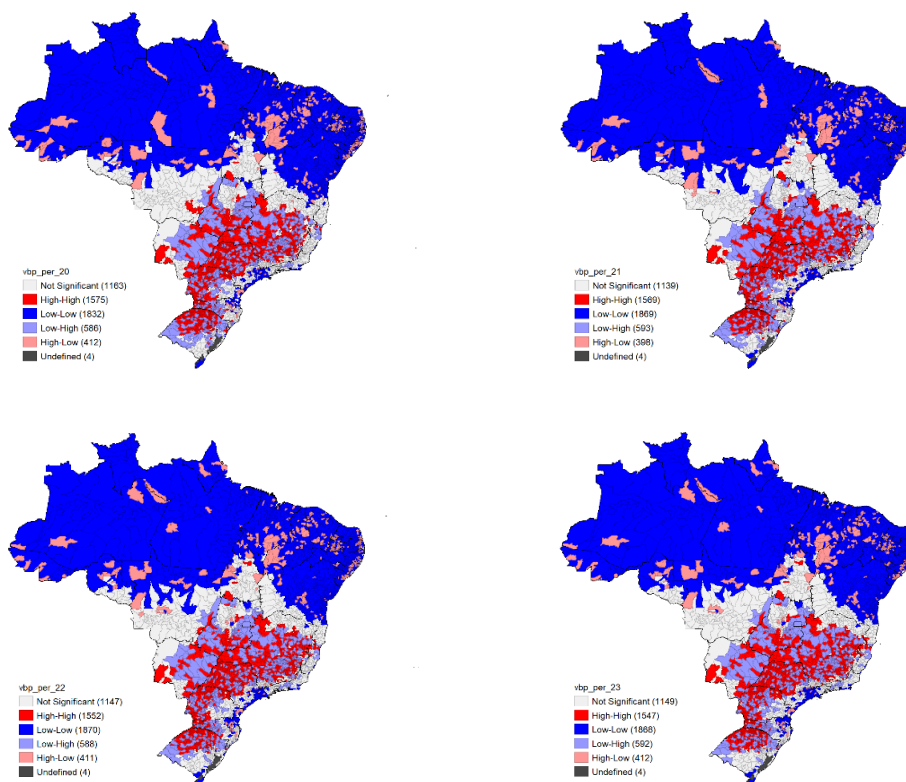 vbp_per_20
Not Significant (1163)
High-High (1575)
Low-Low (1832)
Low-High (586)
High-Low (412)
Undefined (4)
vbp_per_21
Not Significant (1139)
High-High (1569)
Low-Low (1869)
Low-High (593)
High-Low (398)
Undefined (4)
vbp_per_22
Not Significant (1147)
High-High (1552)
Low-Low (1870)
Low-High (588)
High-Low (411)
Undefined (4)
vbp_per_23
Not Significant (1149)
High-High (1547)
Low-Low (1868)
Low-High (592)
High-Low (412)
Undefined (4)